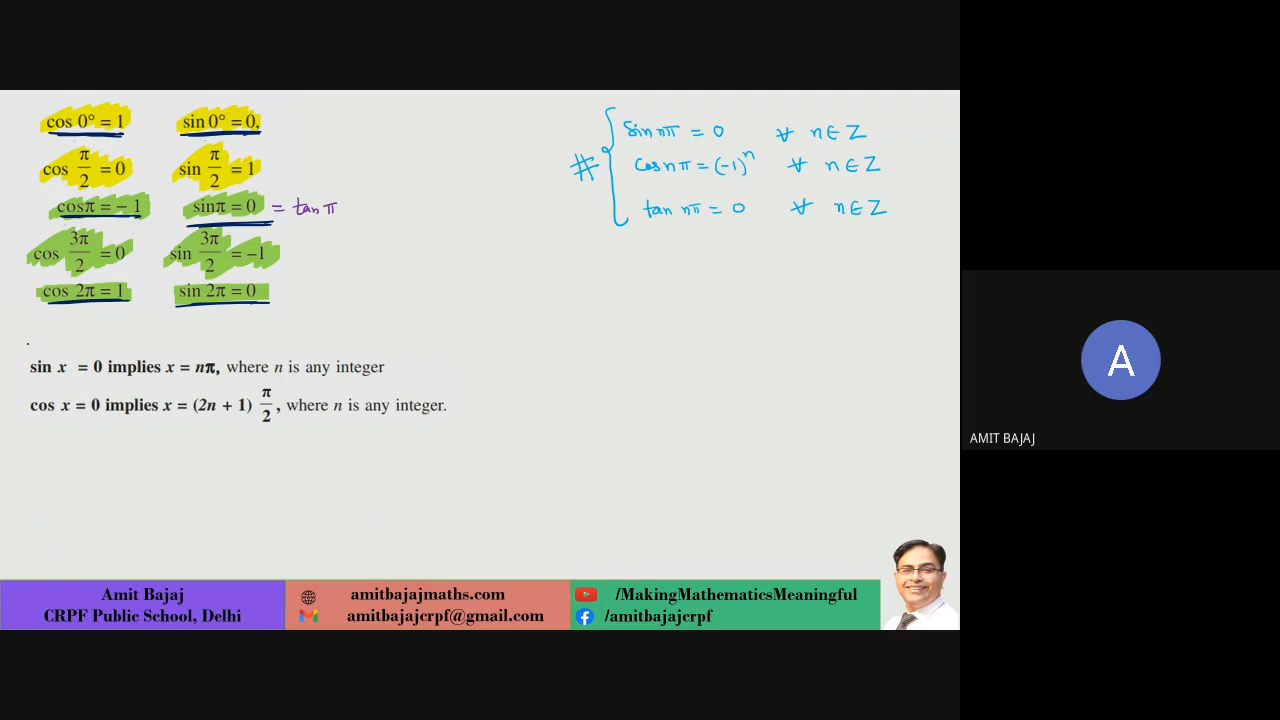 cos 0° = 1 sin 0° = 0,
cos π/2 = 0 sin π/2 = 1
cosπ = − 1 sinπ = 0 = tan π
cos 3π/2 = 0 sin 3π/2 = −1
cos 2π = 1 sin 2π = 0
# { sin nπ = 0 ∀ n ∈ Z
cos nπ = (-1)^n ∀ n ∈ Z
tan nπ = 0 ∀ n ∈ Z
sin x = 0 implies x = nπ, where n is any integer
cos x = 0 implies x = (2n + 1) π/2, where n is any integer.
A
AMIT BAJAJ
Amit Bajaj
CRPF Public School, Delhi
amitbajajmaths.com
amitbajajcrpf@gmail.com
/MakingMathematicsMeaningful
/amitbajajcrpf